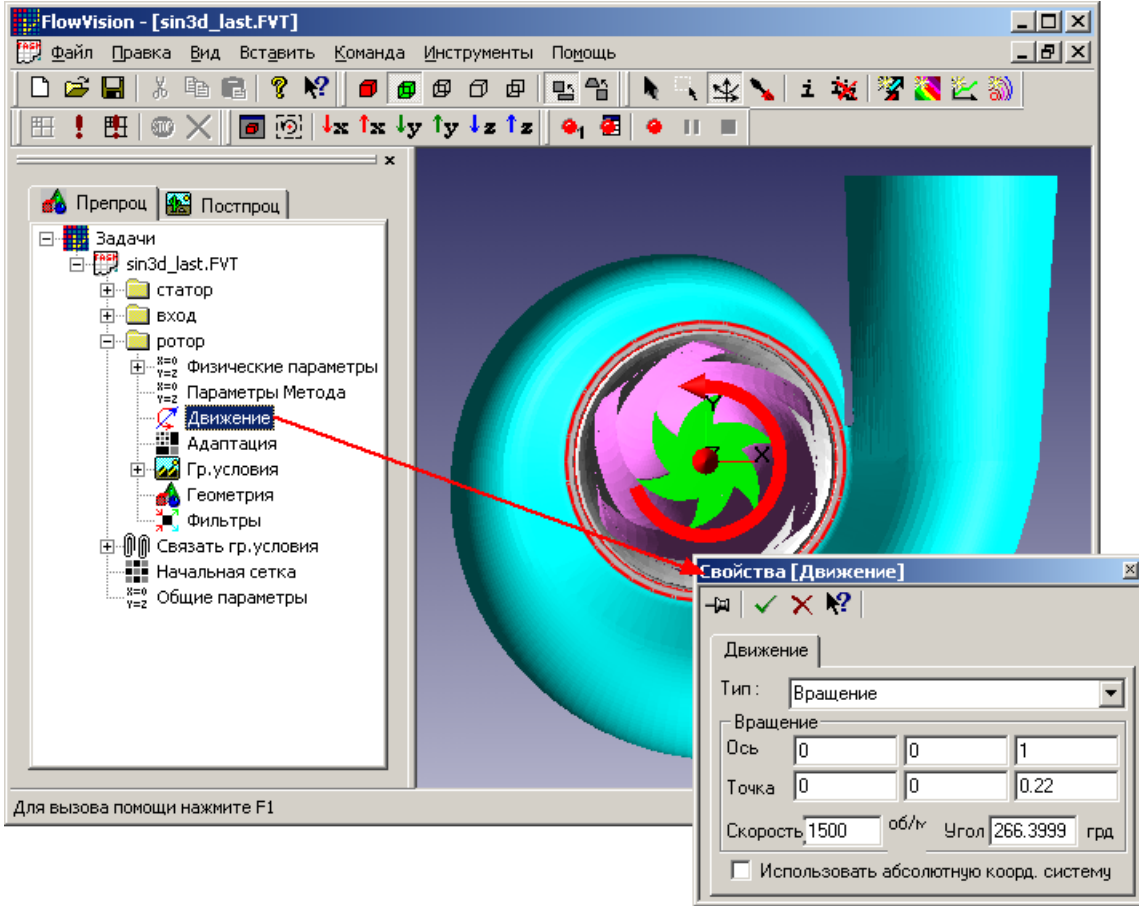 FlowVision - [sin3d_last.FVT]
Файл Правка Вид Вставить Команда Инструменты Помощь
x x y y z z 1
Препроц Постпроц
Задачи
sin3d_last.FVT
статор
вход
ротор
Физические параметры
Параметры Метода
Движение
Адаптация
Гр.условия
Геометрия
Фильтры
Связать гр.условия
Начальная сетка
Общие параметры
Y
Z X
Для вызова помощи нажмите F1
Свойства [Движение]
Движение
Тип: Вращение
Вращение
Ось 0 0 1
Точка 0 0 0.22
Скорость 1500 об/м Угол 266.3999 грд
Использовать абсолютную коорд. систему